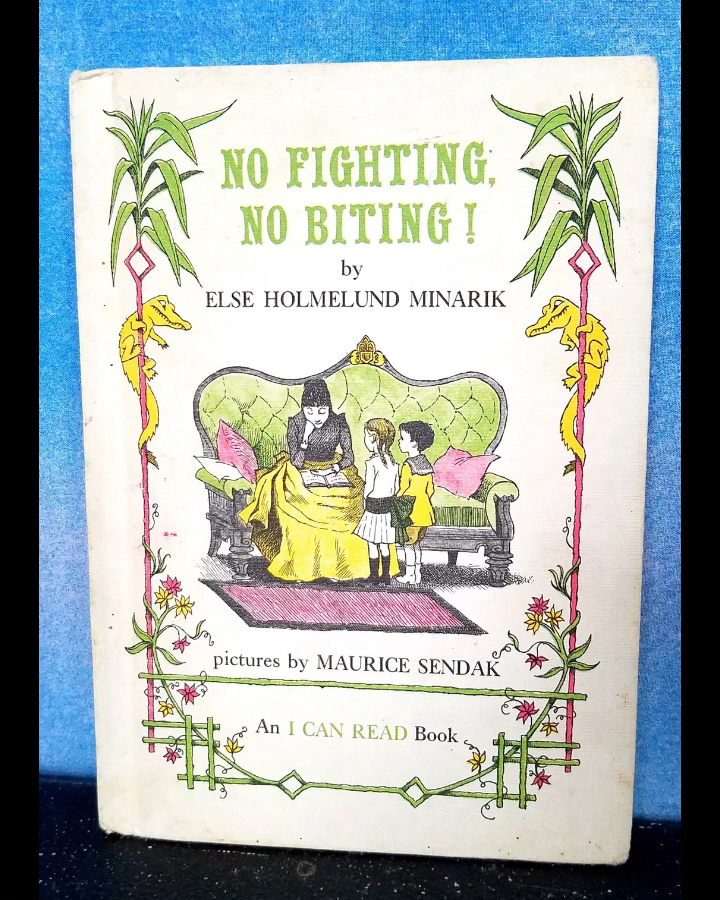 NO FIGHTING,
NO BITING!
by
ELSE HOLMELUND MINARIK
pictures by MAURICE SENDAK
An I CAN READ Book